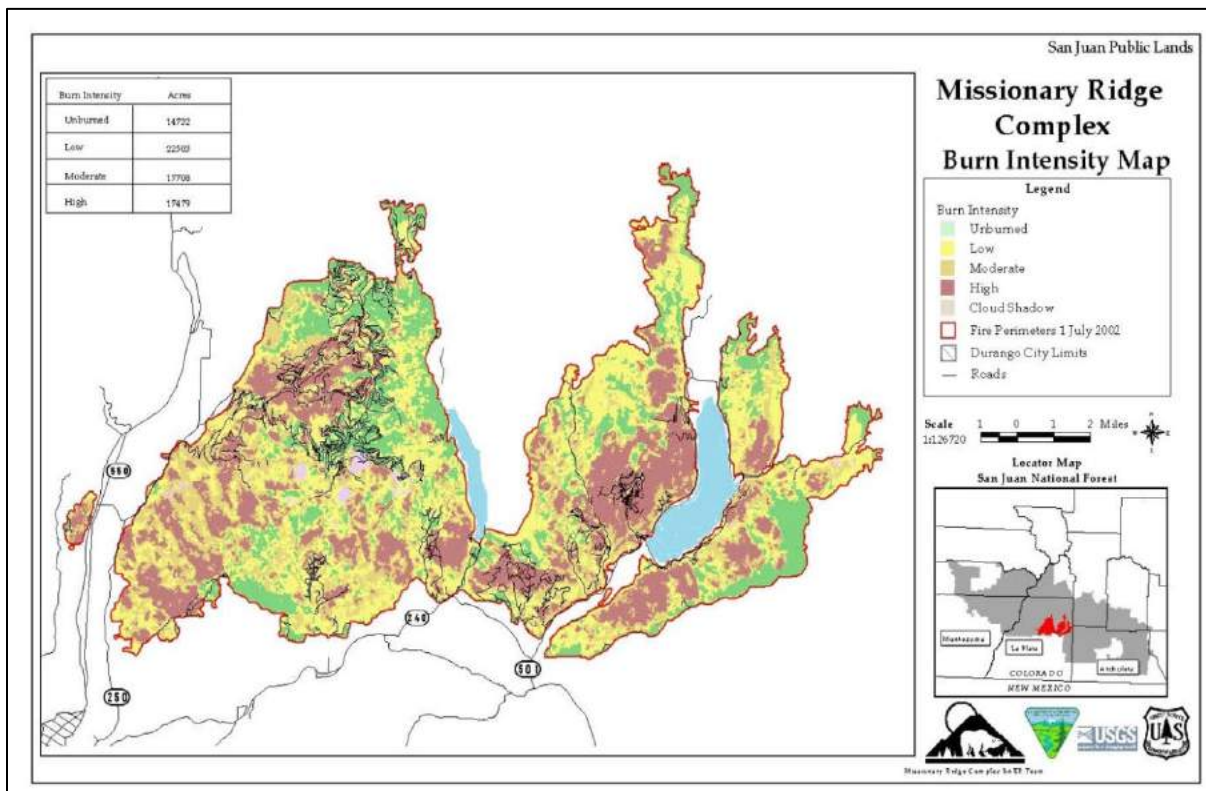 San Juan Public Lands
Missionary Ridge
Complex
Burn Intensity Map
Burn Intensity Acres
Unburned 14722
Low 22503
Moderate 17708
High 17479
Legend
Burn Intensity
Unburned
Low
Moderate
High
Cloud Shadow
Fire Perimeters 1 July 2002
Durango City Limits
Roads
Scale 1 0 1 2 Miles
1:126720
Locator Map
San Juan National Forest
Montezuma
La Plata
Archuleta
COLORADO
NEW MEXICO
550
240
501
250
USGS
US
Missionary Ridge Complex BAER Team